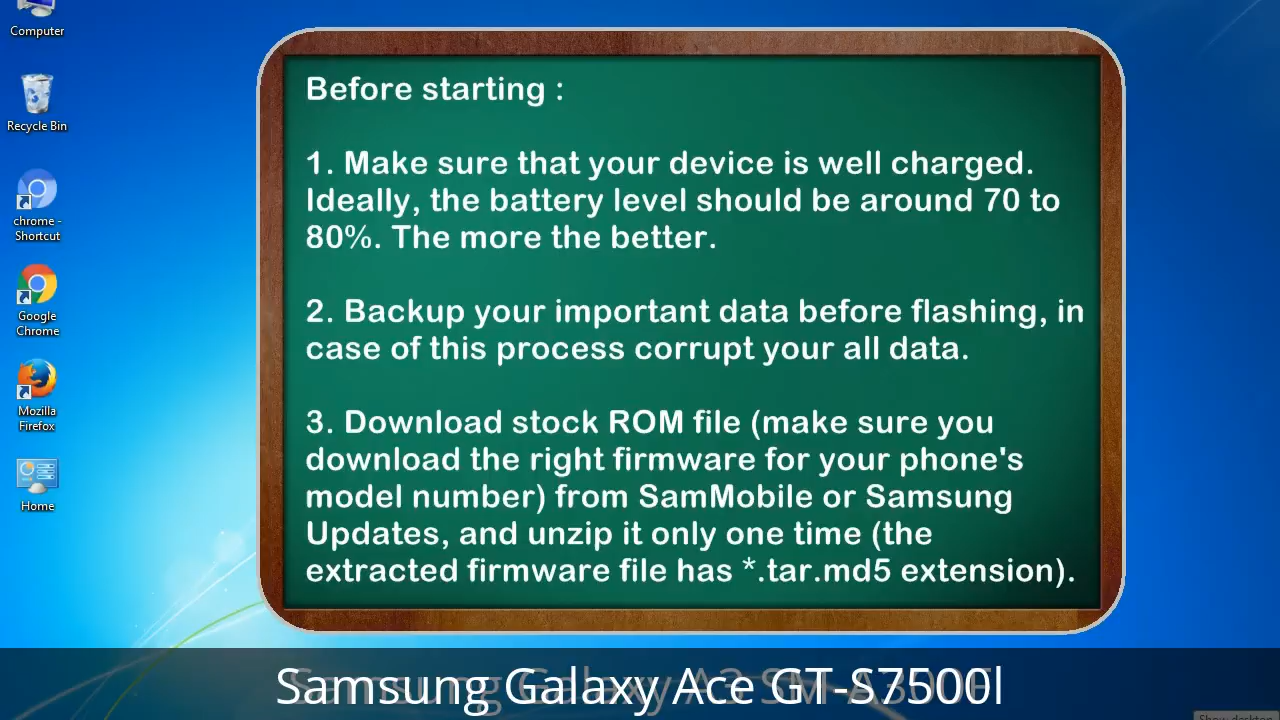 Computer
Recycle Bin
chrome -
Shortcut
Google
Chrome
Mozilla
Firefox
Home
Before starting :
1. Make sure that your device is well charged.
Ideally, the battery level should be around 70 to
80%. The more the better.
2. Backup your important data before flashing, in
case of this process corrupt your all data.
3. Download stock ROM file (make sure you
download the right firmware for your phone's
model number) from SamMobile or Samsung
Updates, and unzip it only one time (the
extracted firmware file has *.tar.md5 extension).
Samsung Galaxy Ace GT-S7500l
Show desktop